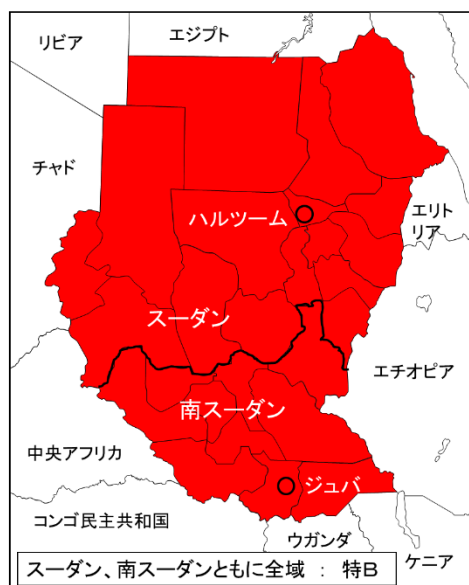 リビア
エジプト
チャド
ハルツーム
エリト
リア
スーダン
エチオピア
南スーダン
中央アフリカ
ジュバ
コンゴ民主共和国
ウガンダ
ケニア
スーダン、南スーダンともに全域 : 特B